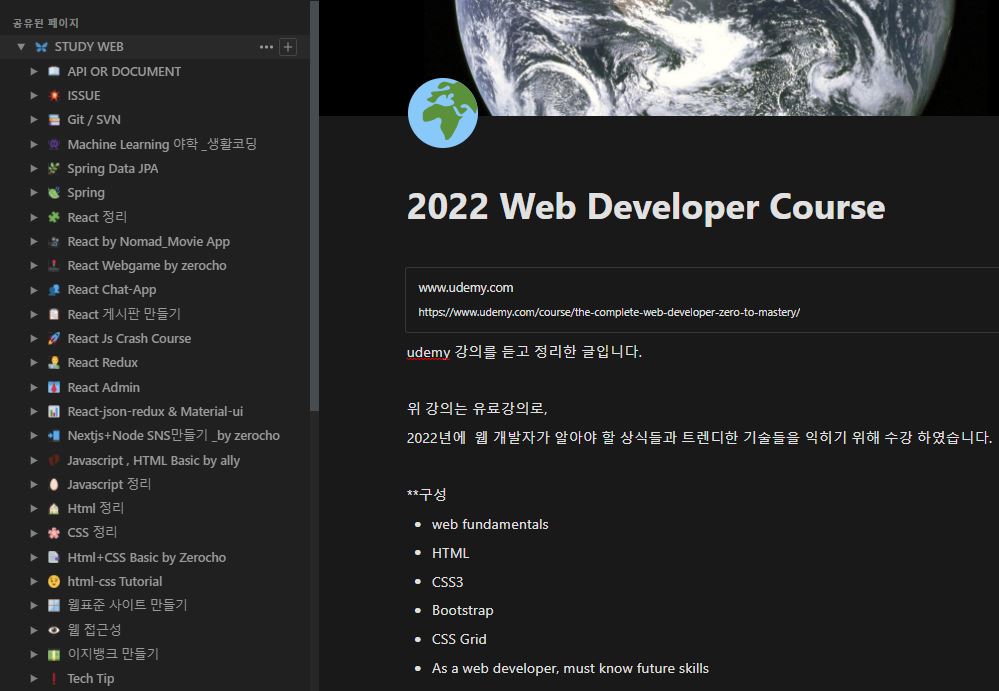 공유된 페이지
STUDY WEB
API OR DOCUMENT
ISSUE
Git / SVN
Machine Learning 야학 _생활코딩
Spring Data JPA
Spring
React 정리
React by Nomad_Movie App
React Webgame by zerocho
React Chat-App
React 게시판 만들기
React Js Crash Course
React Redux
React Admin
React-json-redux & Material-ui
Nextjs+Node SNS만들기 _by zerocho
Javascript , HTML Basic by ally
Javascript 정리
Html 정리
CSS 정리
Html+CSS Basic by Zerocho
html-css Tutorial
웹표준 사이트 만들기
웹 접근성
이지뱅크 만들기
Tech Tip
2022 Web Developer Course
www.udemy.com
https://www.udemy.com/course/the-complete-web-developer-zero-to-mastery/
udemy 강의를 듣고 정리한 글입니다.
위 강의는 유료강의로,
2022년에 웹 개발자가 알아야 할 상식들과 트렌디한 기술들을 익히기 위해 수강 하였습니다.
**구성
• web fundamentals
• HTML
• CSS3
• Bootstrap
• CSS Grid
• As a web developer, must know future skills